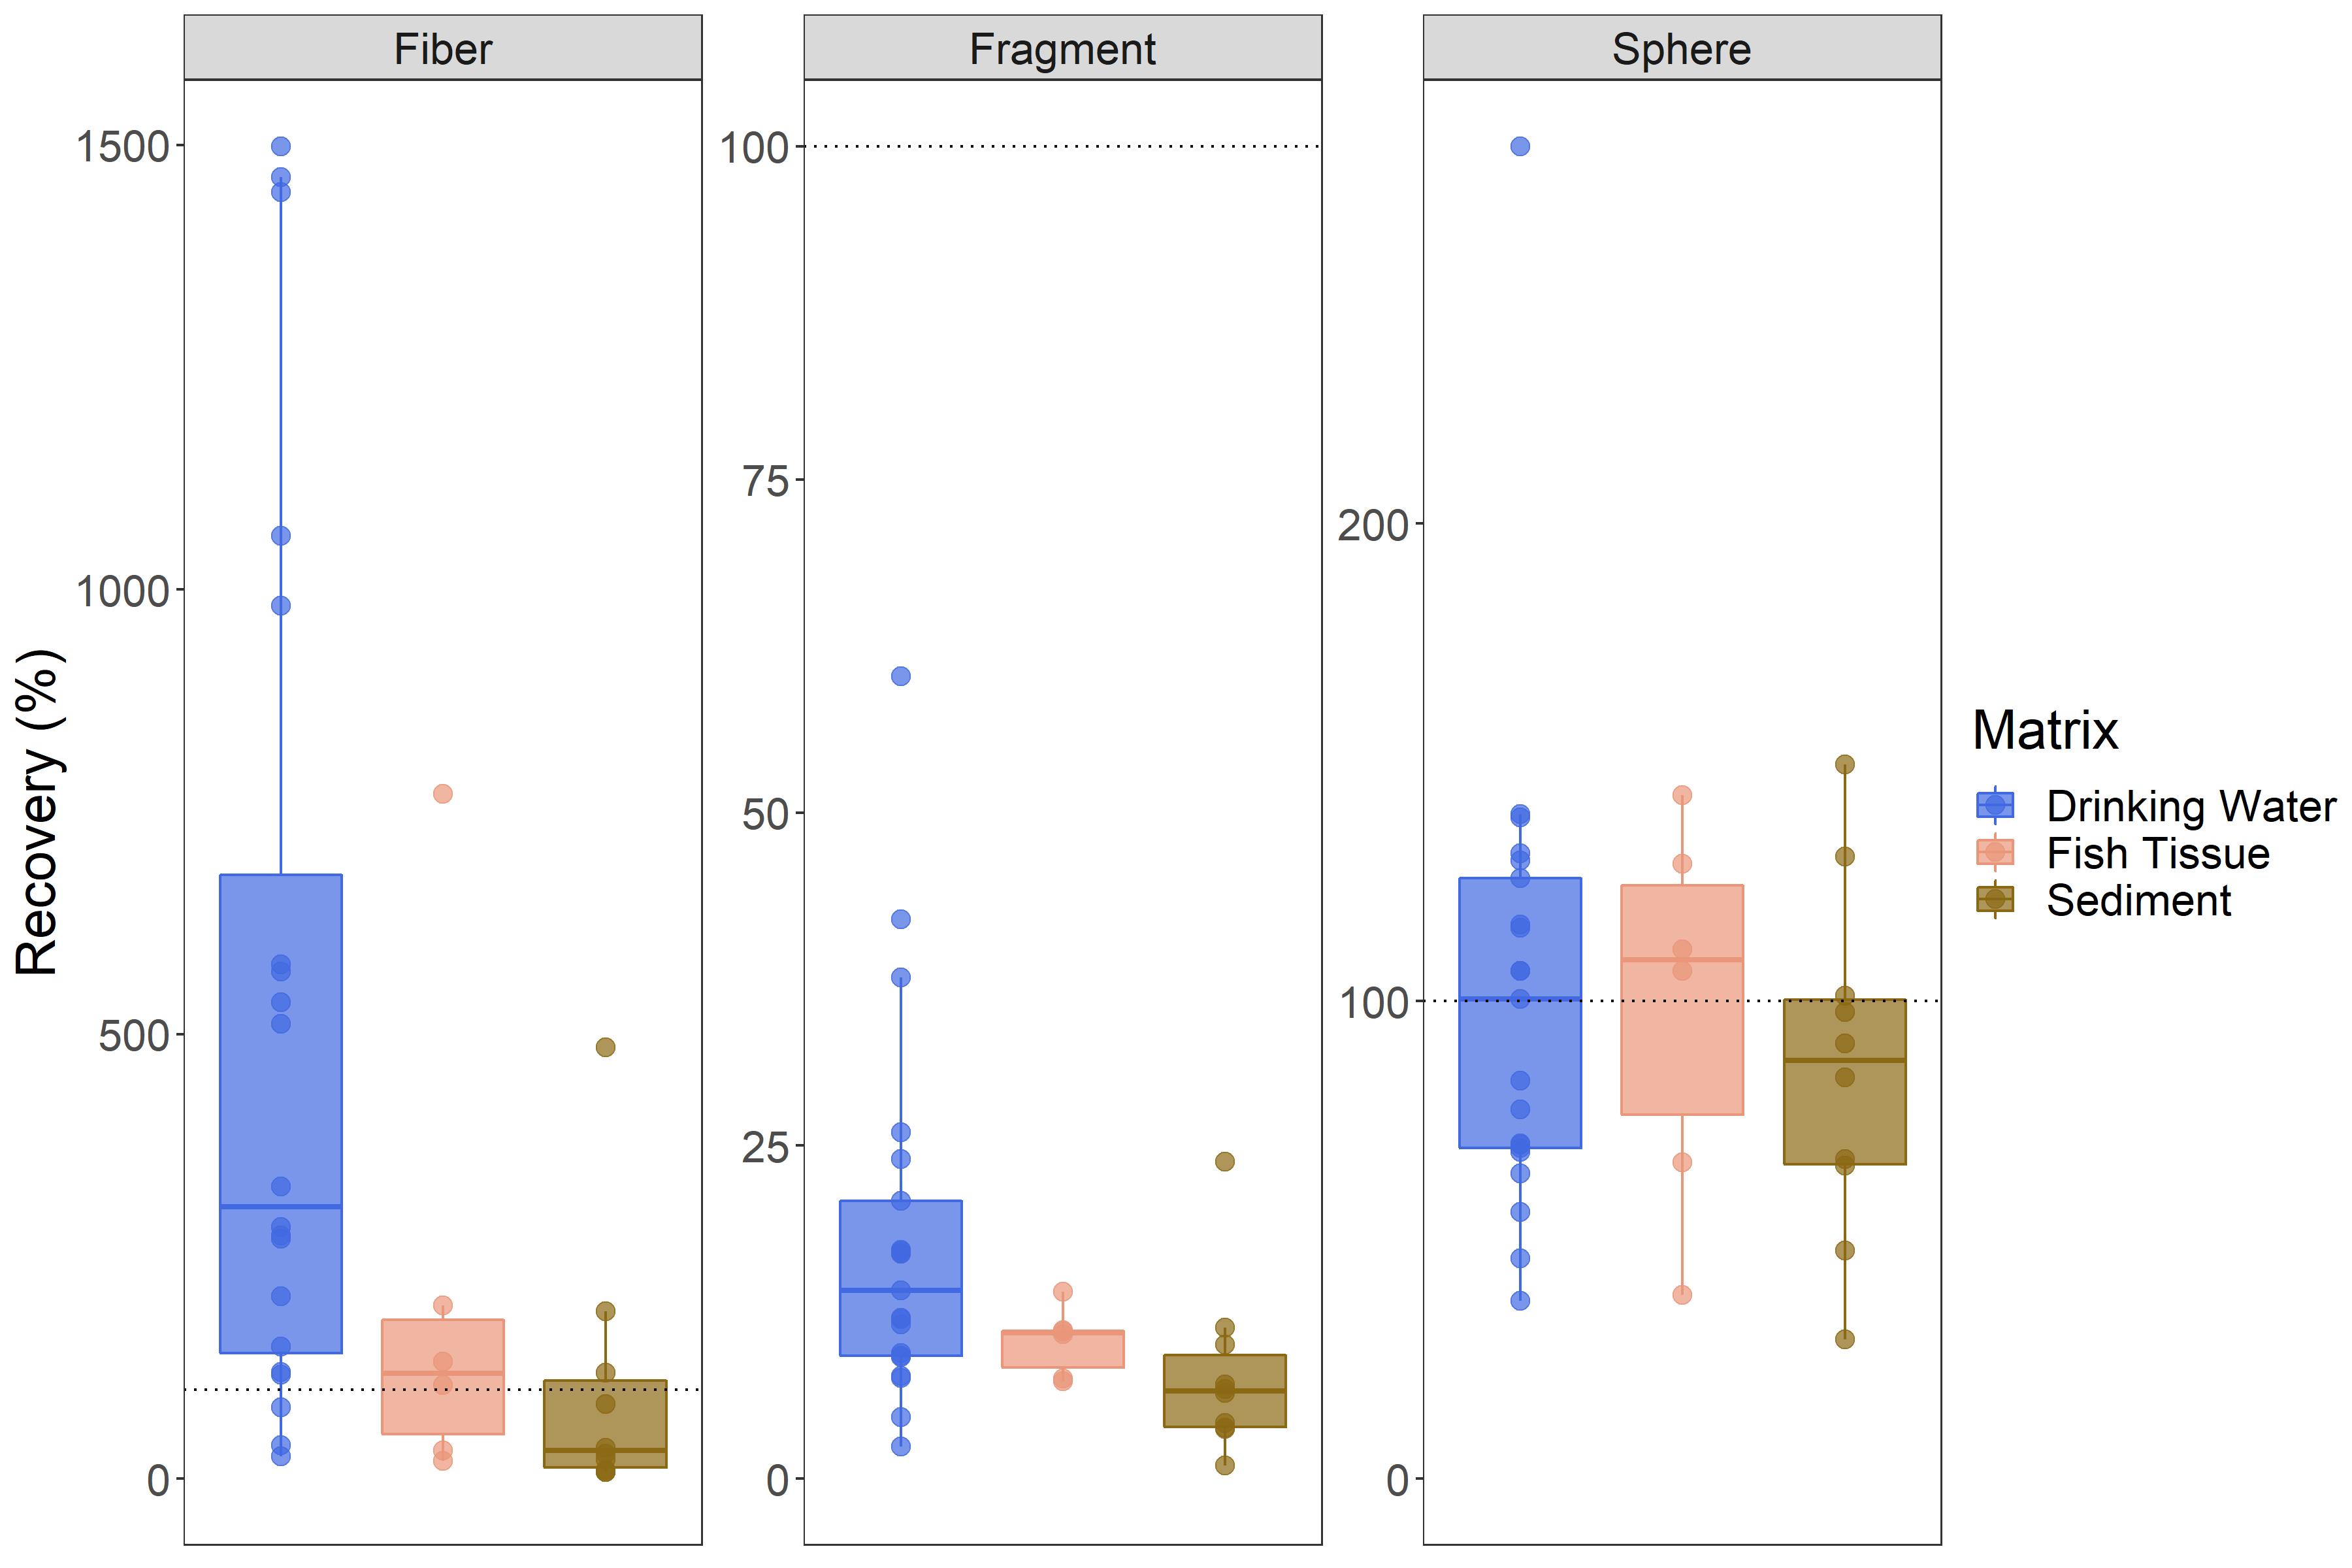 Fiber
Fragment
Sphere
Recovery (%)
1500
1000
500
0
100
75
50
25
0
200
100
0
Matrix
Drinking Water
Fish Tissue
Sediment